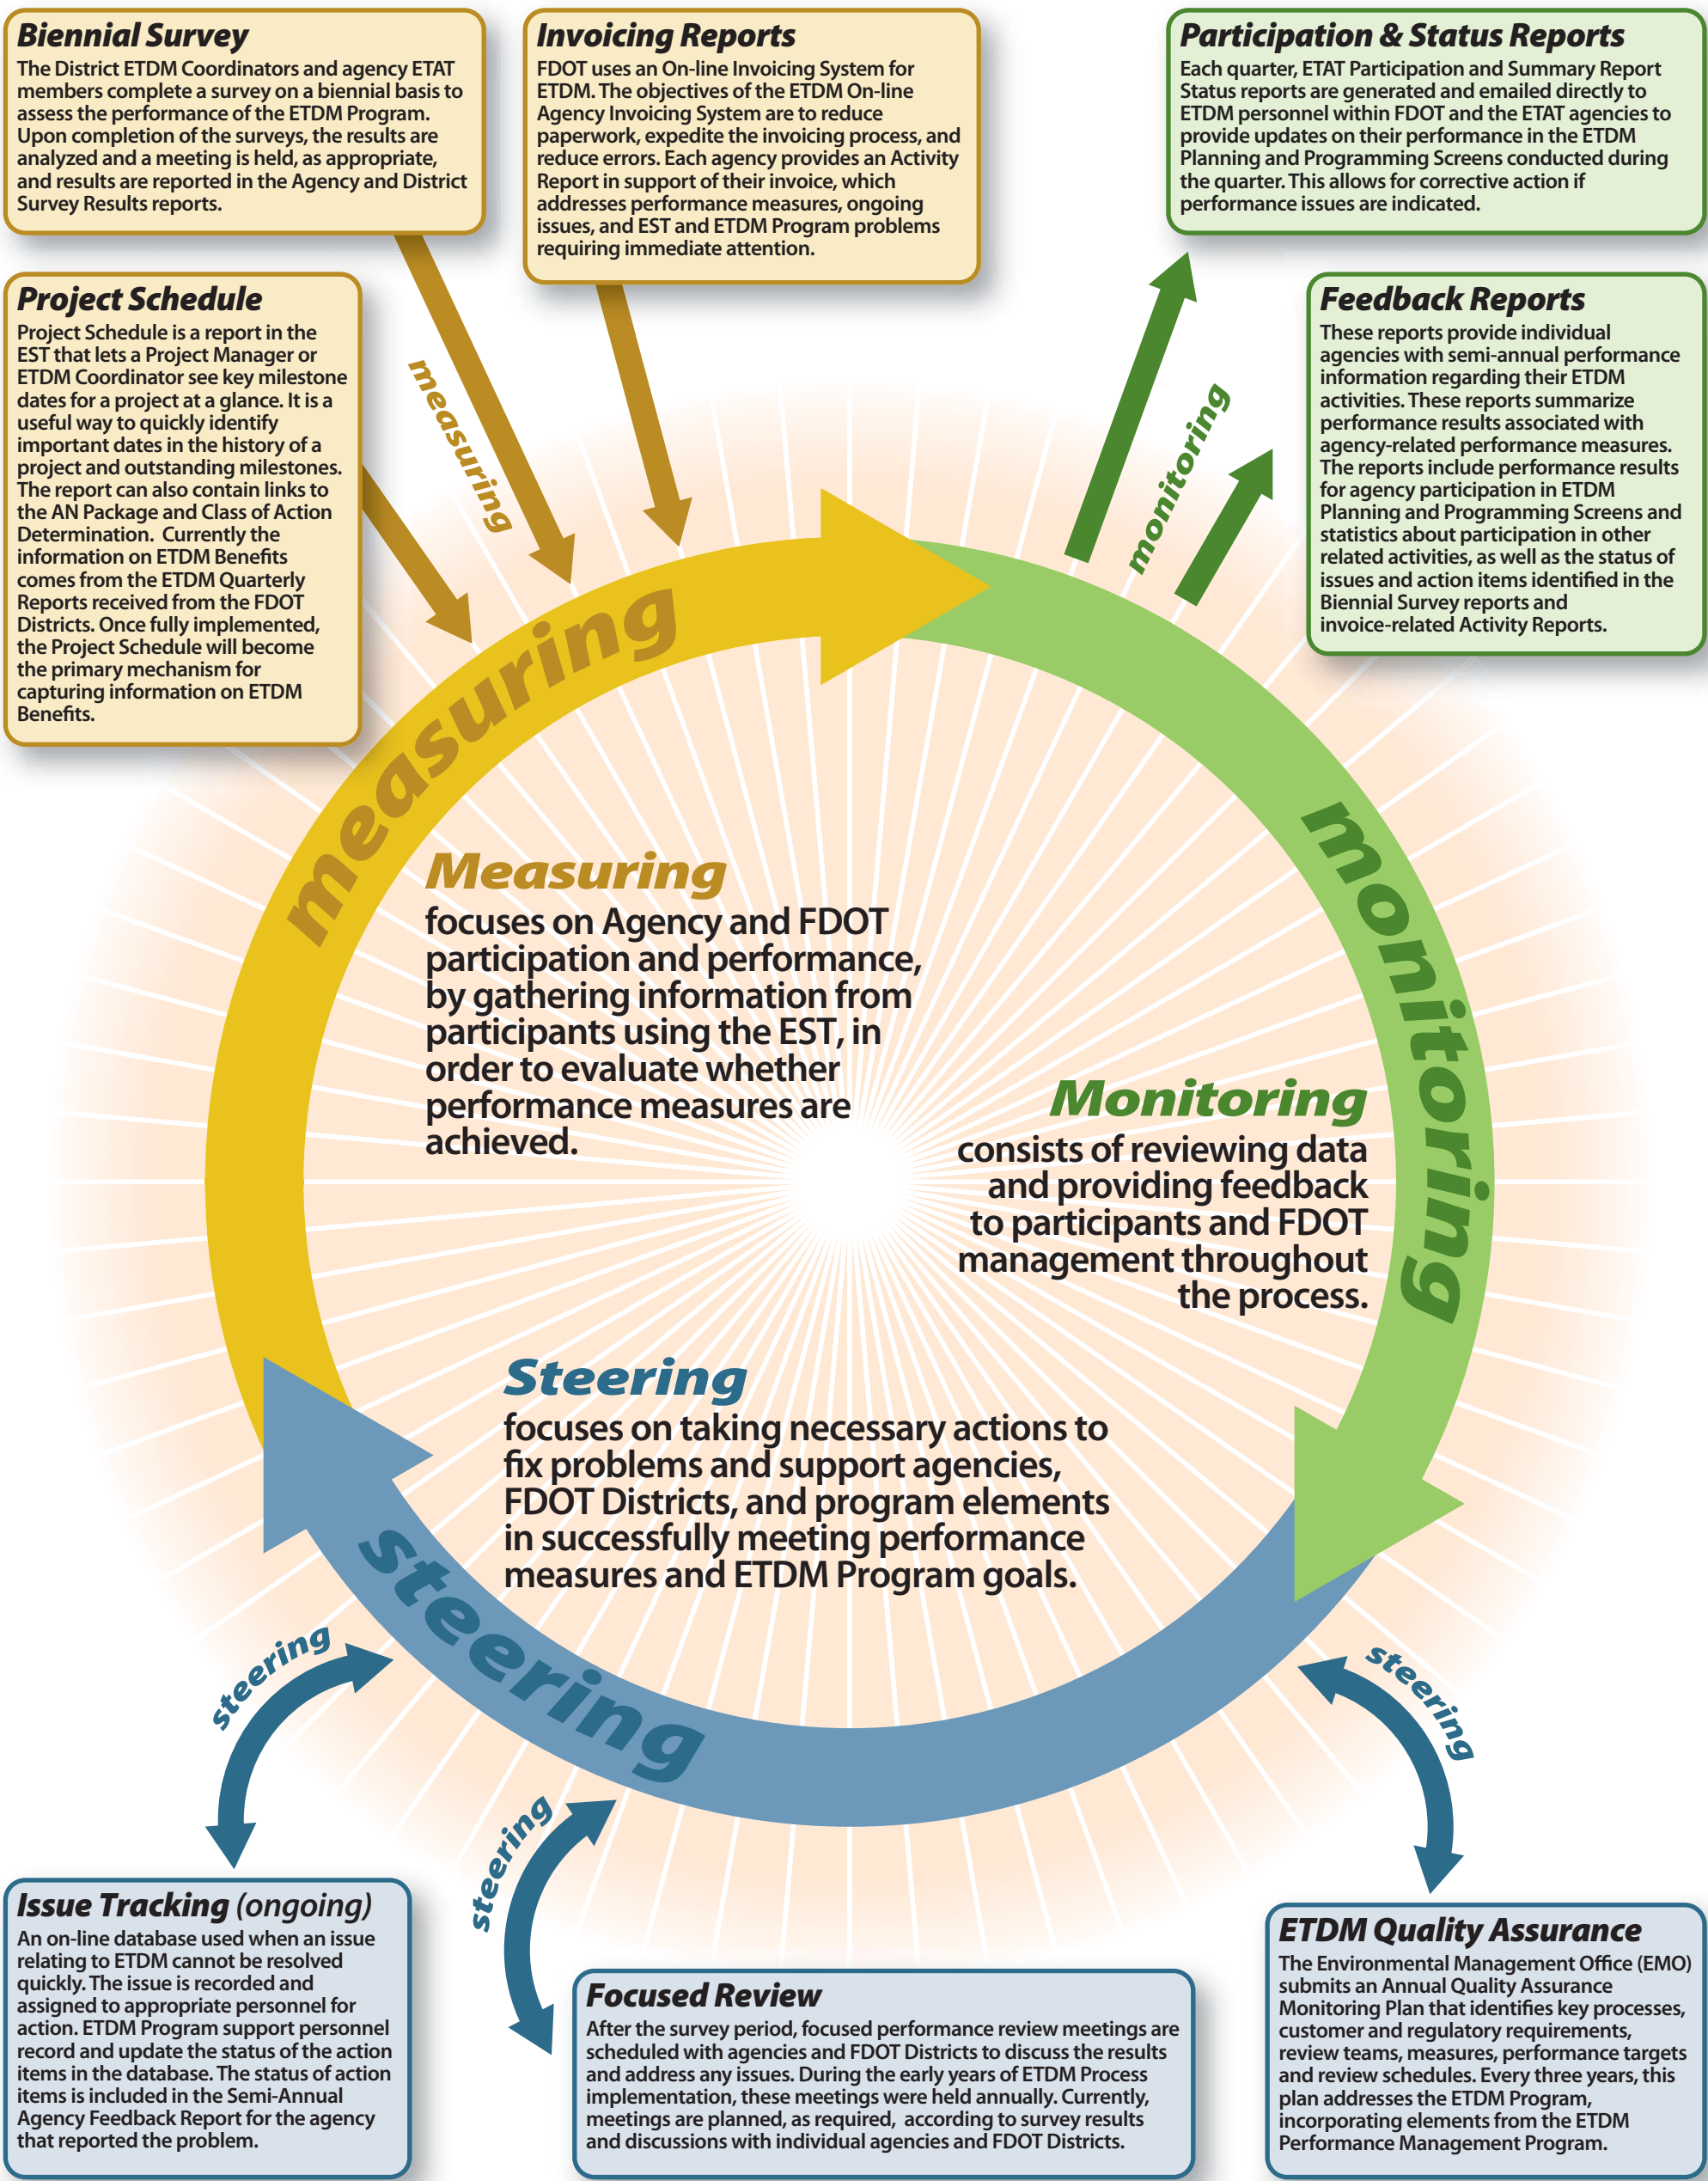 Biennial Survey
The District ETDM Coordinators and agency ETAT
members complete a survey on a biennial basis to
assess the performance of the ETDM Program.
Upon completion of the surveys, the results are
analyzed and a meeting is held, as appropriate,
and results are reported in the Agency and District
Survey Results reports.
Invoicing Reports
FDOT uses an On-line Invoicing System for
ETDM. The objectives of the ETDM On-line
Agency Invoicing System are to reduce
paperwork, expedite the invoicing process, and
reduce errors. Each agency provides an Activity
Report in support of their invoice, which
addresses performance measures, ongoing
issues, and EST and ETDM Program problems
requiring immediate attention.
Participation & Status Reports
Each quarter, ETAT Participation and Summary Report
Status reports are generated and emailed directly to
ETDM personnel within FDOT and the ETAT agencies to
provide updates on their performance in the ETDM
Planning and Programming Screens conducted during
the quarter. This allows for corrective action if
performance issues are indicated.
Project Schedule
Project Schedule is a report in the
EST that lets a Project Manager or
ETDM Coordinator see key milestone
dates for a project at a glance. It is a
useful way to quickly identify
important dates in the history of a
project and outstanding milestones.
The report can also contain links to
the AN Package and Class of Action
Determination. Currently the
information on ETDM Benefits
comes from the ETDM Quarterly
Reports received from the FDOT
Districts. Once fully implemented,
the Project Schedule will become
the primary mechanism for
capturing information on ETDM
Benefits.
Feedback Reports
These reports provide individual
agencies with semi-annual performance
information regarding their ETDM
activities. These reports summarize
performance results associated with
agency-related performance measures.
The reports include performance results
for agency participation in ETDM
Planning and Programming Screens and
statistics about participation in other
related activities, as well as the status of
issues and action items identified in the
Biennial Survey reports and
invoice-related Activity Reports.
measuring
monitoring
measuring
monitoring
Measuring
focuses on Agency and FDOT
participation and performance,
by gathering information from
participants using the EST, in
order to evaluate whether
performance measures are
achieved.
Monitoring
consists of reviewing data
and providing feedback
to participants and FDOT
management throughout
the process.
Steering
focuses on taking necessary actions to
fix problems and support agencies,
FDOT Districts, and program elements
in successfully meeting performance
measures and ETDM Program goals.
steering
steering
steering
steering
Issue Tracking (ongoing)
An on-line database used when an issue
relating to ETDM cannot be resolved
quickly. The issue is recorded and
assigned to appropriate personnel for
action. ETDM Program support personnel
record and update the status of the action
items in the database. The status of action
items is included in the Semi-Annual
Agency Feedback Report for the agency
that reported the problem.
Focused Review
After the survey period, focused performance review meetings are
scheduled with agencies and FDOT Districts to discuss the results
and address any issues. During the early years of ETDM Process
implementation, these meetings were held annually. Currently,
meetings are planned, as required, according to survey results
and discussions with individual agencies and FDOT Districts.
ETDM Quality Assurance
The Environmental Management Office (EMO)
submits an Annual Quality Assurance
Monitoring Plan that identifies key processes,
customer and regulatory requirements,
review teams, measures, performance targets
and review schedules. Every three years, this
plan addresses the ETDM Program,
incorporating elements from the ETDM
Performance Management Program.